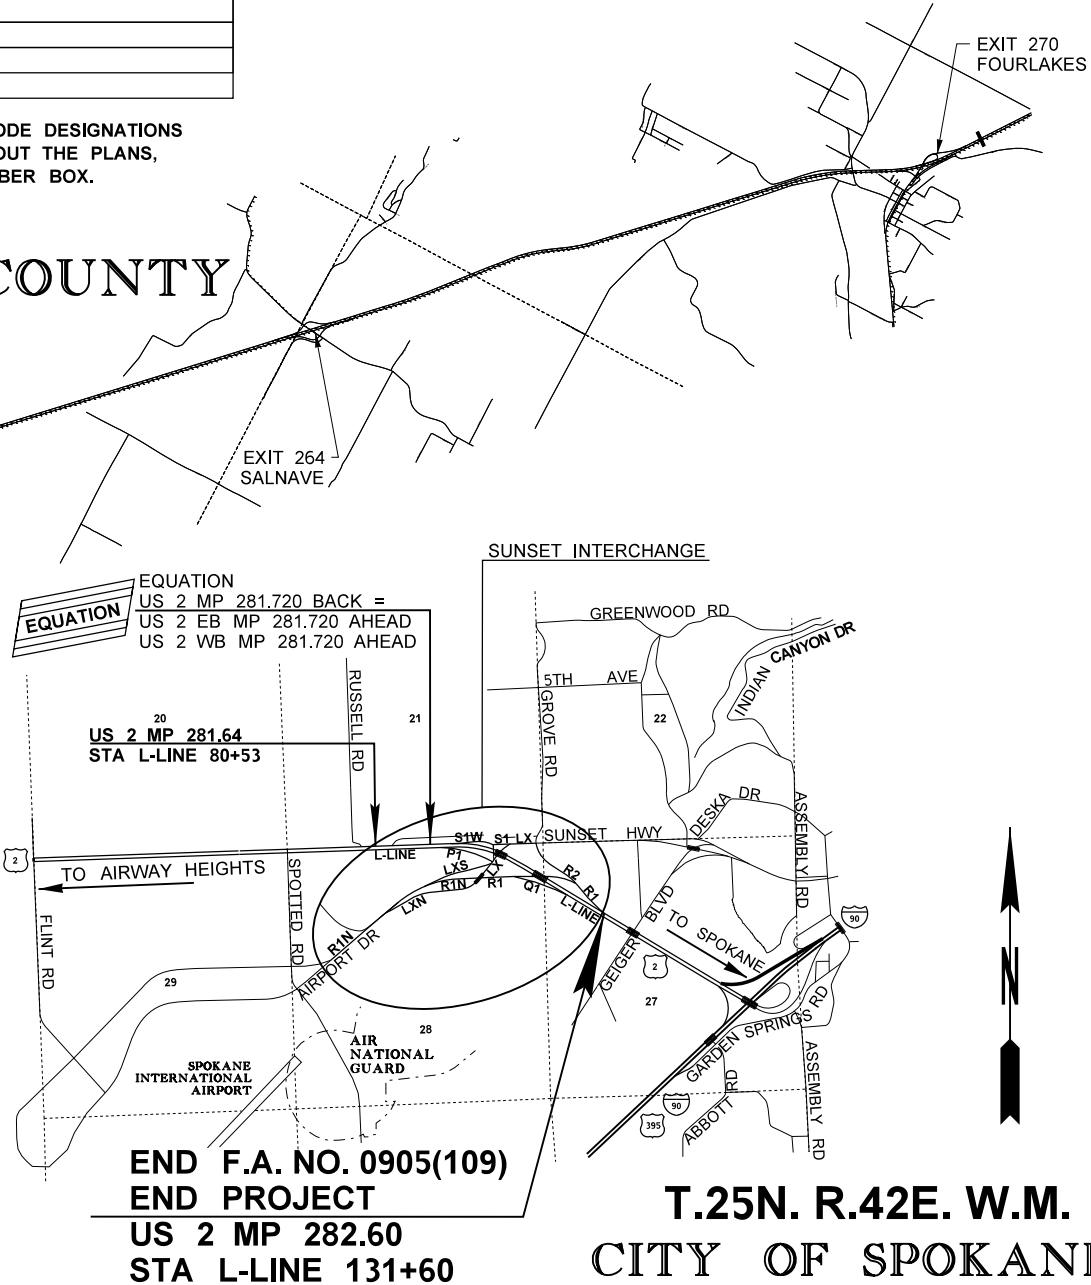 EXIT 270
FOURLAKES
ODE DESIGNATIONS
OUT THE PLANS,
BER BOX.
COUNTY
EXIT 264
SALNAVE
SUNSET INTERCHANGE
EQUATION
EQUATION
US 2 MP 281.720 BACK =
US 2 EB MP 281.720 AHEAD
US 2 WB MP 281.720 AHEAD
GREENWOOD RD
INDIAN CANYON DR
5TH AVE
RUSSELL RD
GROVE RD
20
21
22
US 2 MP 281.64
STA L-LINE 80+53
DESKA DR
ASSEMBLY RD
S1W
S1
LX
SUNSET HWY
2
L-LINE
P1
LXS
LX
TO AIRWAY HEIGHTS
R1N
R1
Q1
R2
R1
LXN
L-LINE
R1N
AIRPORT DR
SPOTTED RD
FLINT RD
GEIGER BLVD
TO SPOKANE
90
2
29
28
27
GARDEN SPRINGS RD
AIR
NATIONAL
GUARD
SPOKANE
INTERNATIONAL
AIRPORT
ASSEMBLY RD
ABBOTT RD
90
395
N
END F.A. NO. 0905(109)
END PROJECT
US 2 MP 282.60
STA L-LINE 131+60
T.25N. R.42E. W.M.
CITY OF SPOKANE